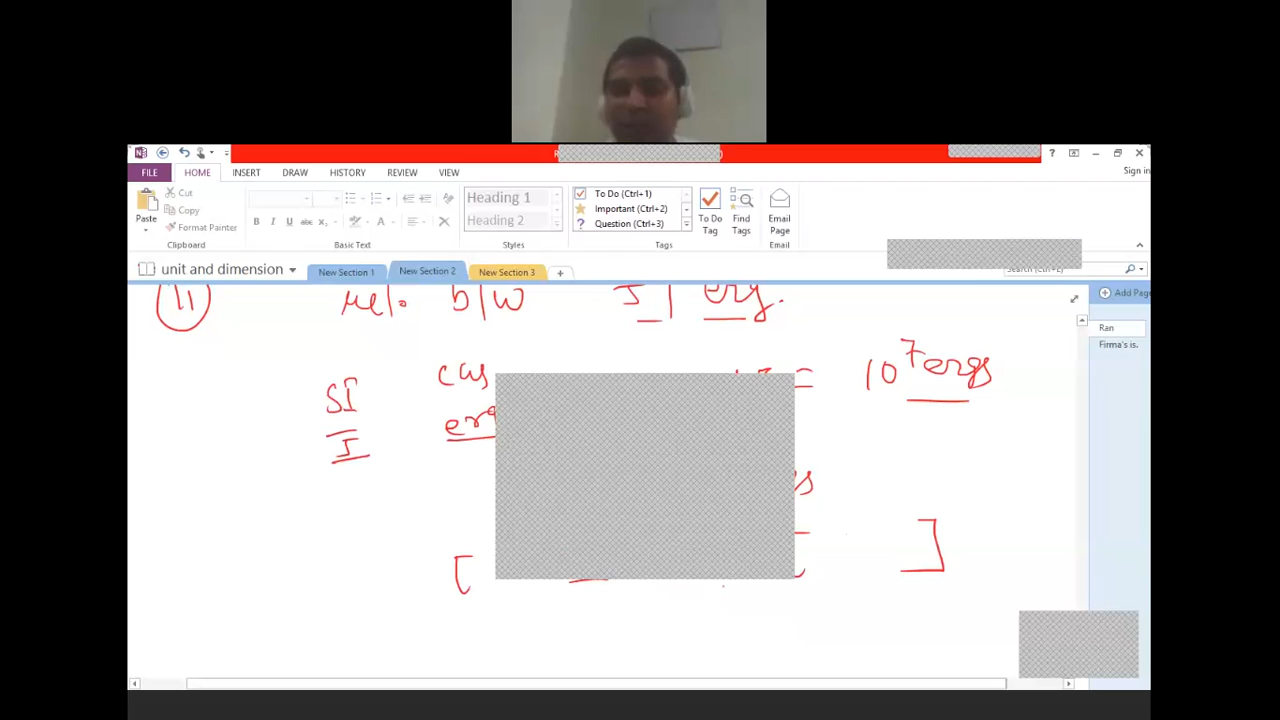 FILE HOME INSERT DRAW HISTORY REVIEW VIEW
Sign in
Paste
Cut
Copy
Format Painter
Clipboard
B I U abc
Basic Text
Heading 1
Heading 2
Styles
To Do (Ctrl+1)
Important (Ctrl+2)
Question (Ctrl+3)
Tags
To Do
Tag
Find
Tags
Email
Page
Email
unit and dimension
New Section 1
New Section 2
New Section 3
Add Page
Ran
Firma's is.
11 rel. b/w J | erg.
SI
J
= 10⁷ ergs
[ ]